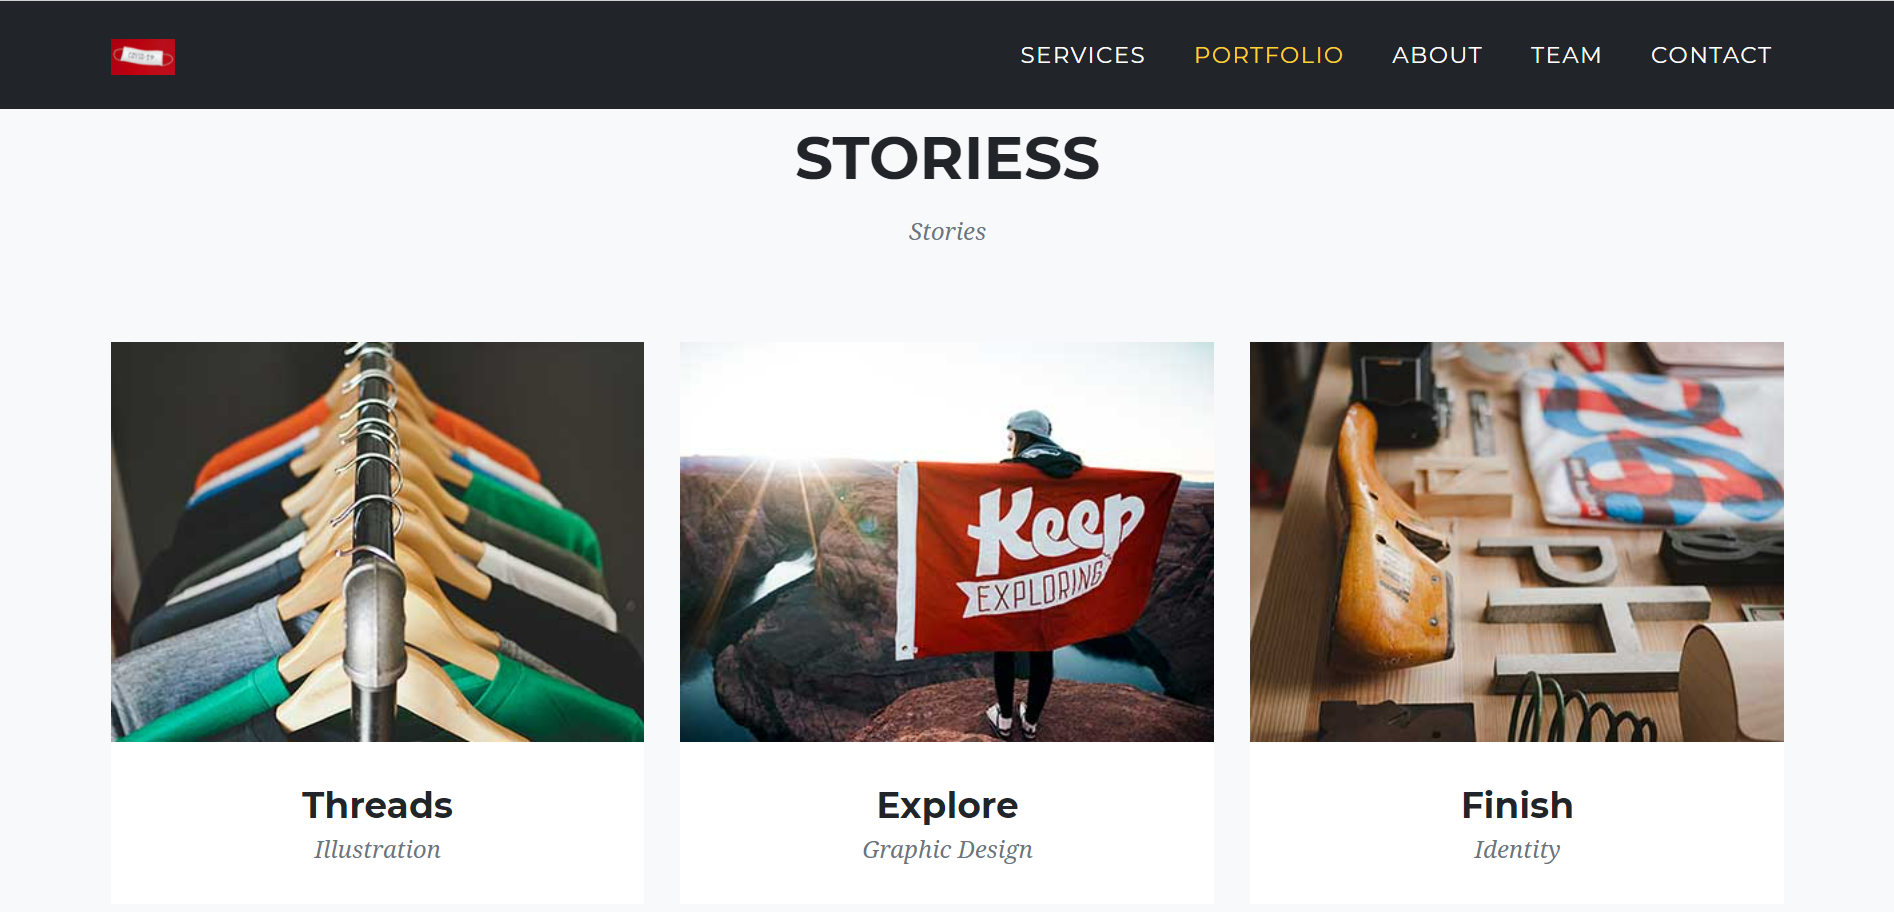 SERVICES PORTFOLIO ABOUT TEAM CONTACT
STORIESS
Stories
Keep
EXPLORING
Threads
Illustration
Explore
Graphic Design
Finish
Identity